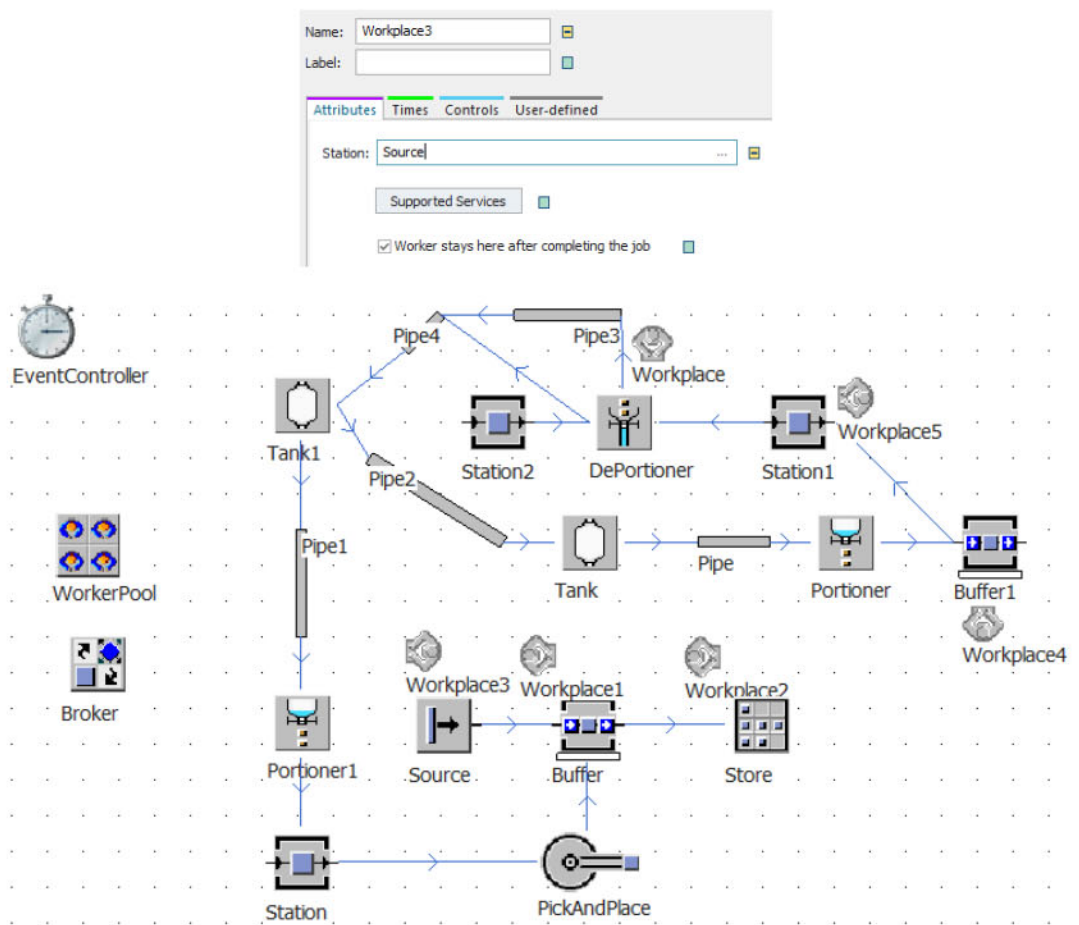 Name: Workplace3
Label:
Attributes Times Controls User-defined
Station: Source ...
Supported Services
Worker stays here after completing the job
EventController
Pipe4
Pipe3
Workplace
Tank1
Pipe2
Station2
DePortioner
Station1
Workplace5
WorkerPool
Pipe1
Tank
Pipe
Portioner
Buffer1
Workplace4
Broker
Workplace3
Workplace1
Workplace2
Portioner1
Source
Buffer
Store
Station
PickAndPlace